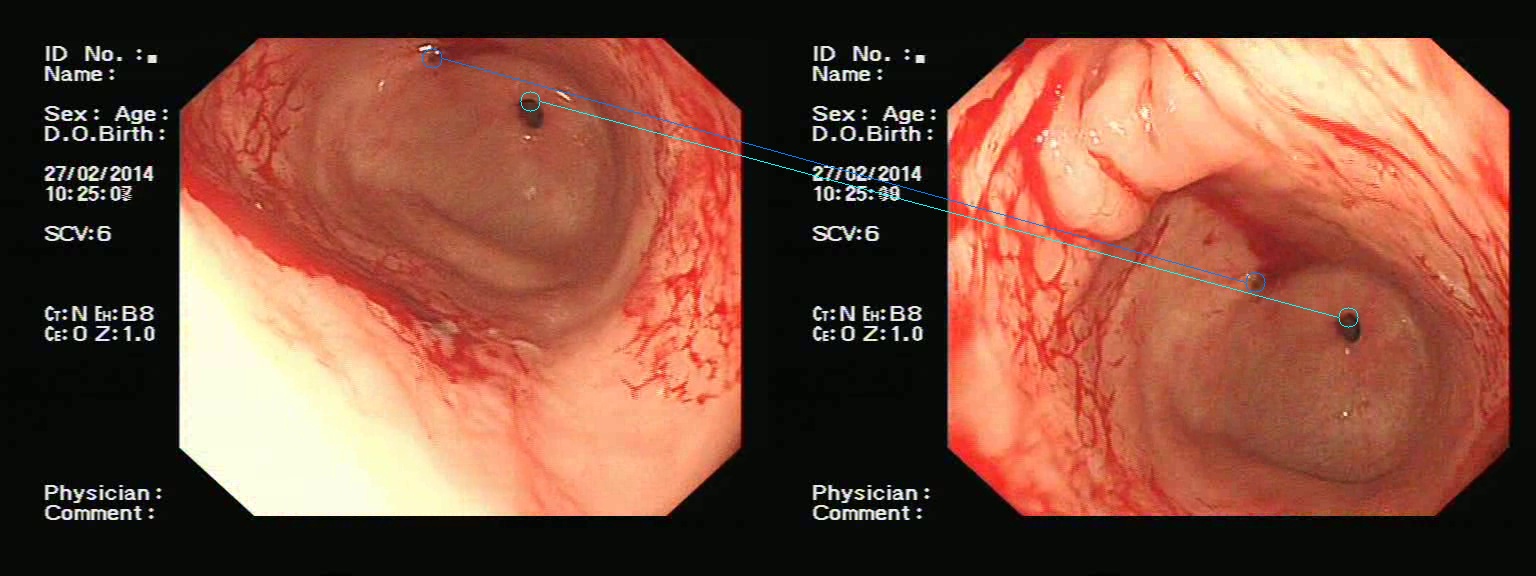 ID No. :
Name:
Sex: Age:
D.O.Birth:
27/02/2014
10:25:0
SCV:6
CT:N EH:B8
CE:0 Z:1.0
Physician:
Comment:
ID No. :
Name:
Sex: Age:
D.O.Birth:
27/02/2014
10:25:
SCV:6
CT:N EH:B8
CE:0 Z:1.0
Physician:
Comment: